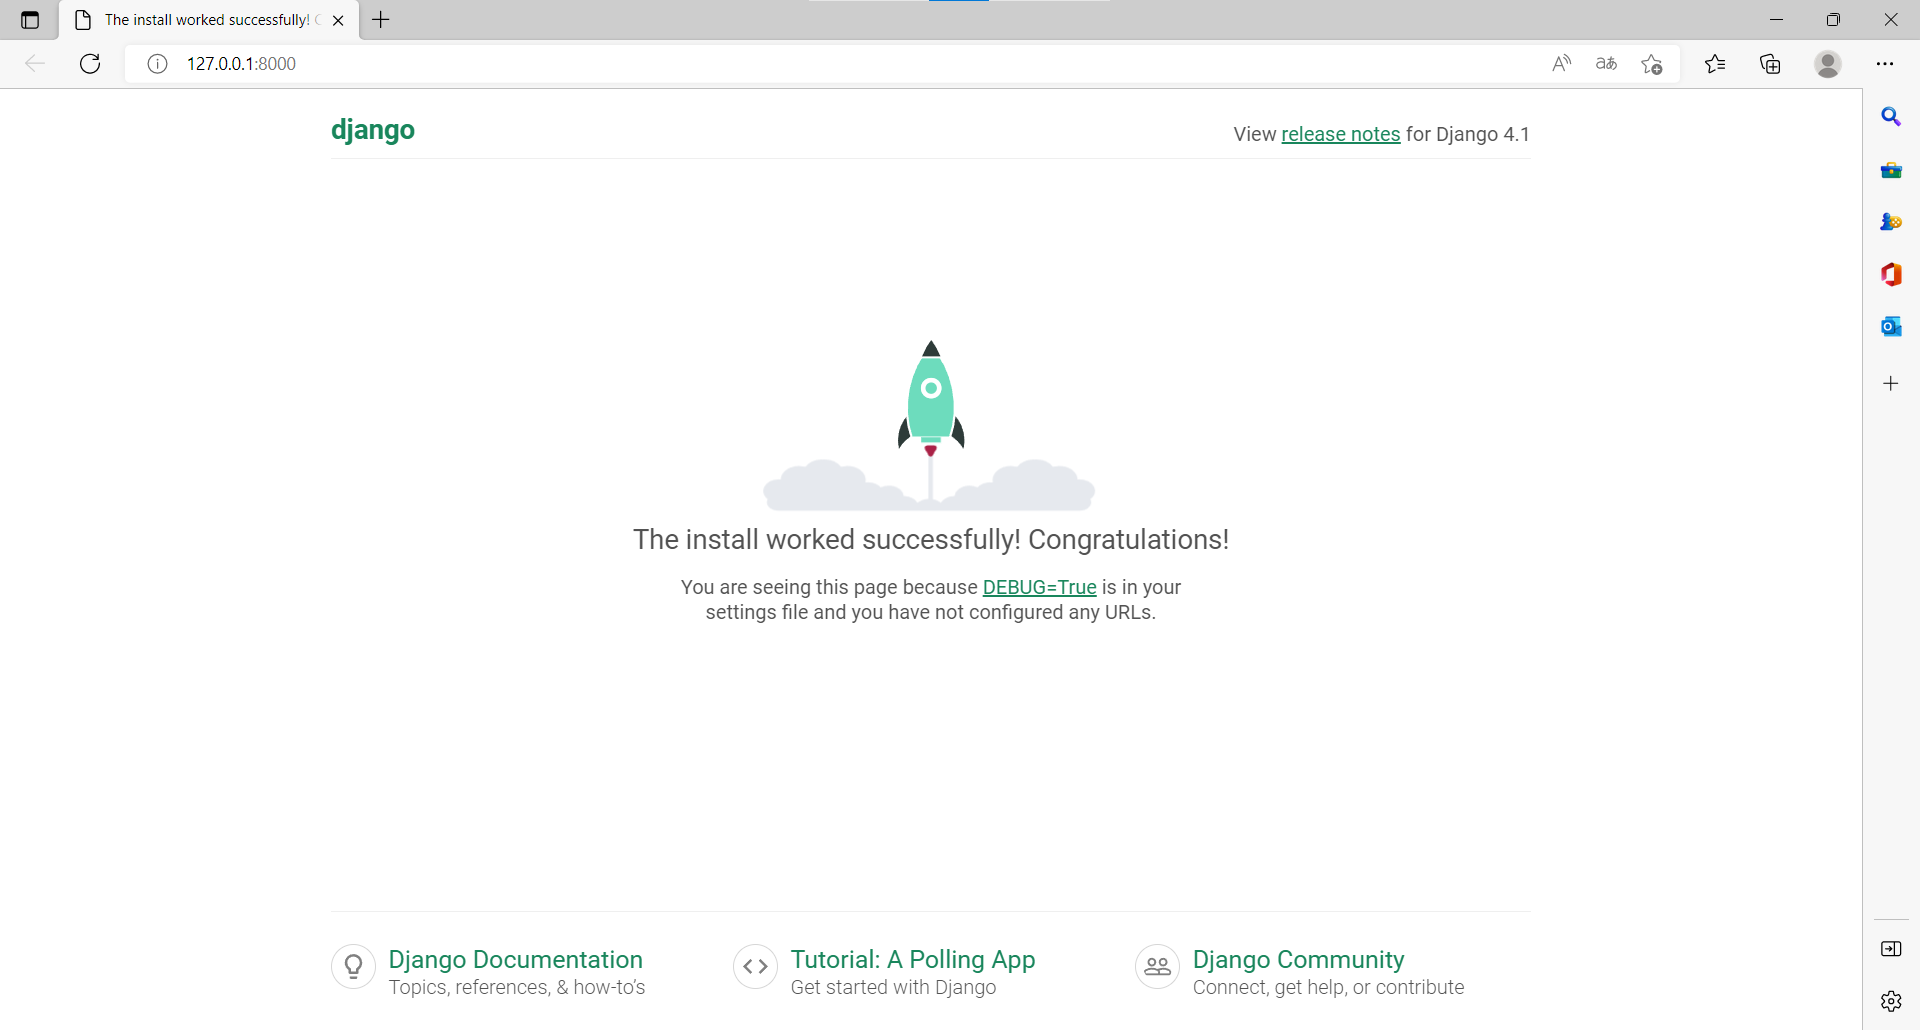 The install worked successfully!
127.0.0.1:8000
django
View release notes for Django 4.1
The install worked successfully! Congratulations!
You are seeing this page because DEBUG=True is in your
settings file and you have not configured any URLs.
Django Documentation
Topics, references, & how-to’s
Tutorial: A Polling App
Get started with Django
Django Community
Connect, get help, or contribute